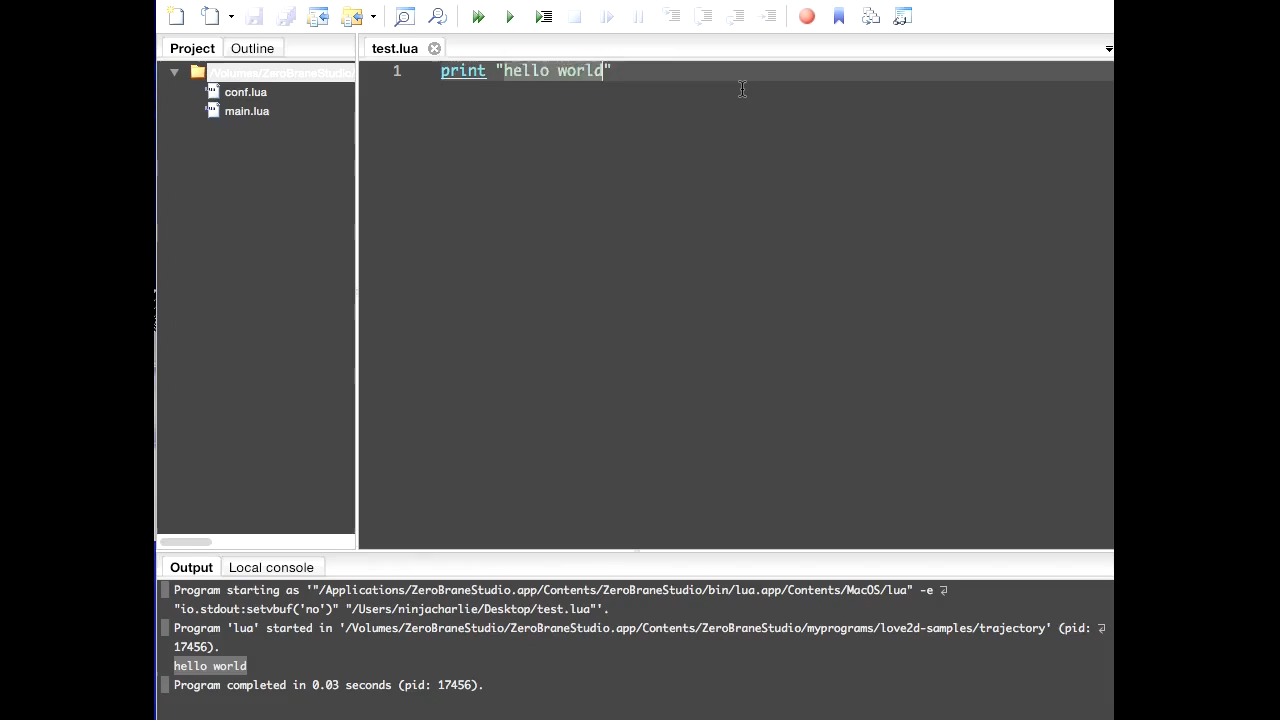 Project Outline
test.lua
/Volumes/ZeroBraneStudio/
conf.lua
main.lua
1 print "hello world"
Output Local console
Program starting as '"/Applications/ZeroBraneStudio.app/Contents/ZeroBraneStudio/bin/lua.app/Contents/MacOS/lua" -e
"io.stdout:setvbuf('no')" "/Users/ninjacharlie/Desktop/test.lua"'.
Program 'lua' started in '/Volumes/ZeroBraneStudio/ZeroBraneStudio.app/Contents/ZeroBraneStudio/myprograms/love2d-samples/trajectory' (pid:
17456).
hello world
Program completed in 0.03 seconds (pid: 17456).